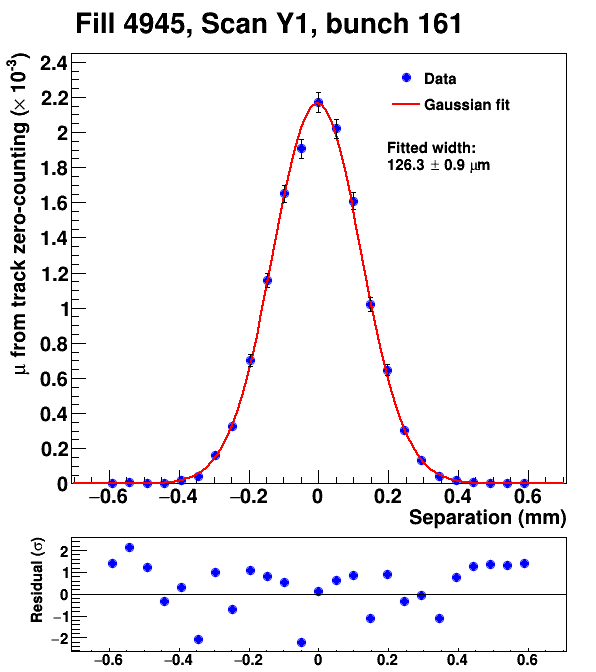 Fill 4945, Scan Y1, bunch 161
μ from track zero-counting (× 10⁻³)
2.4
2.2
2
1.8
1.6
1.4
1.2
1
0.8
0.6
0.4
0.2
0
Data
Gaussian fit
Fitted width:
126.3 ± 0.9 μm
−0.6 −0.4 −0.2 0 0.2 0.4 0.6
Separation (mm)
Residual (σ)
2
1
0
−1
−2
−0.6 −0.4 −0.2 0 0.2 0.4 0.6